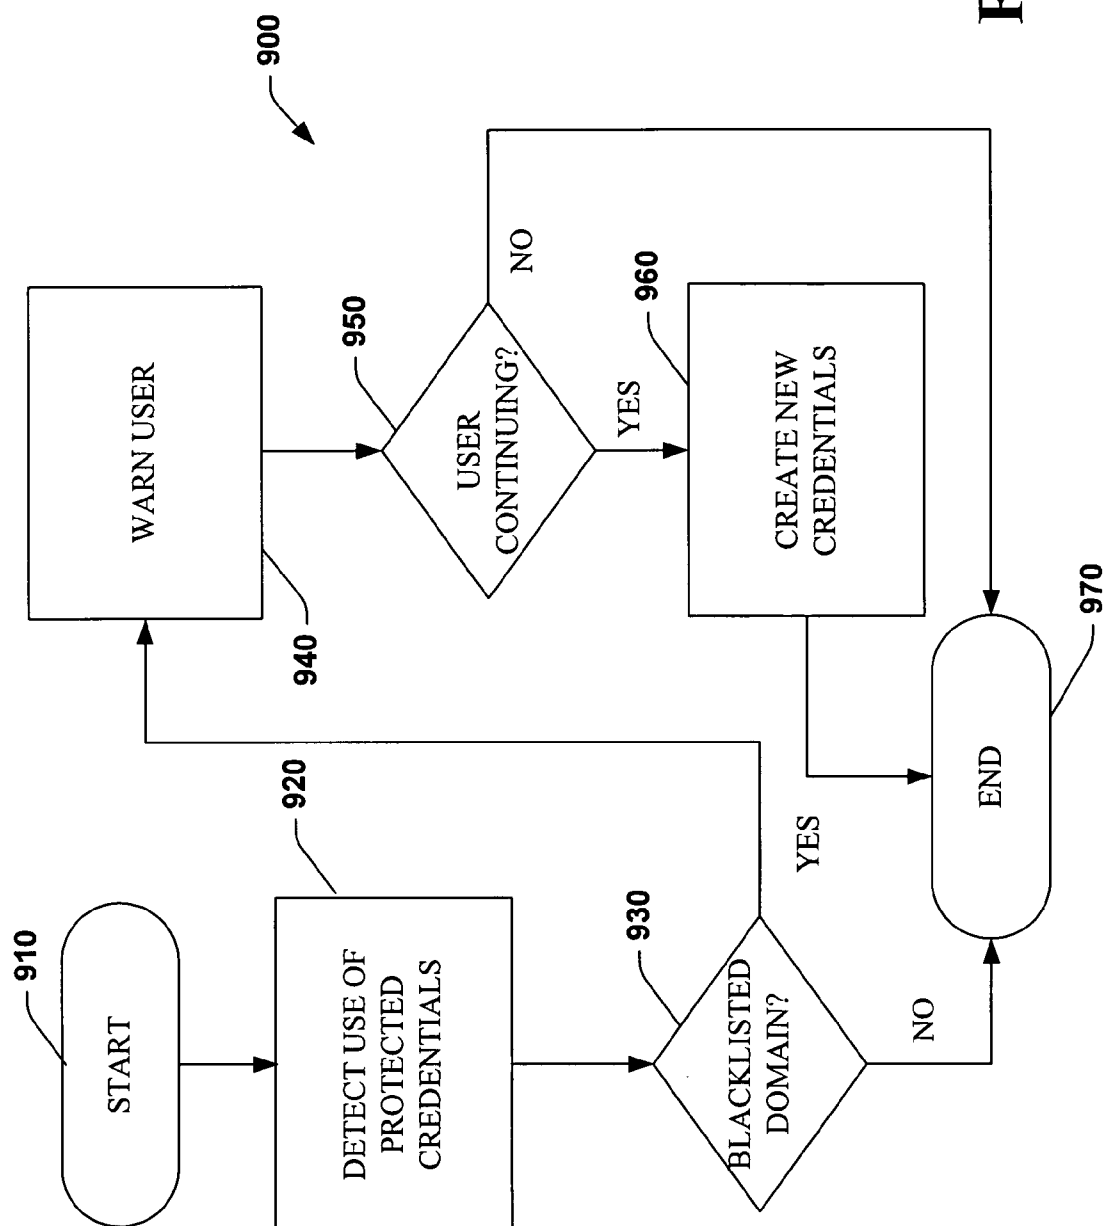 900
910
START
920
DETECT USE OF
PROTECTED
CREDENTIALS
930
BLACKLISTED
DOMAIN?
YES
NO
940
WARN USER
950
USER
CONTINUING?
NO
YES
960
CREATE NEW
CREDENTIALS
END
970